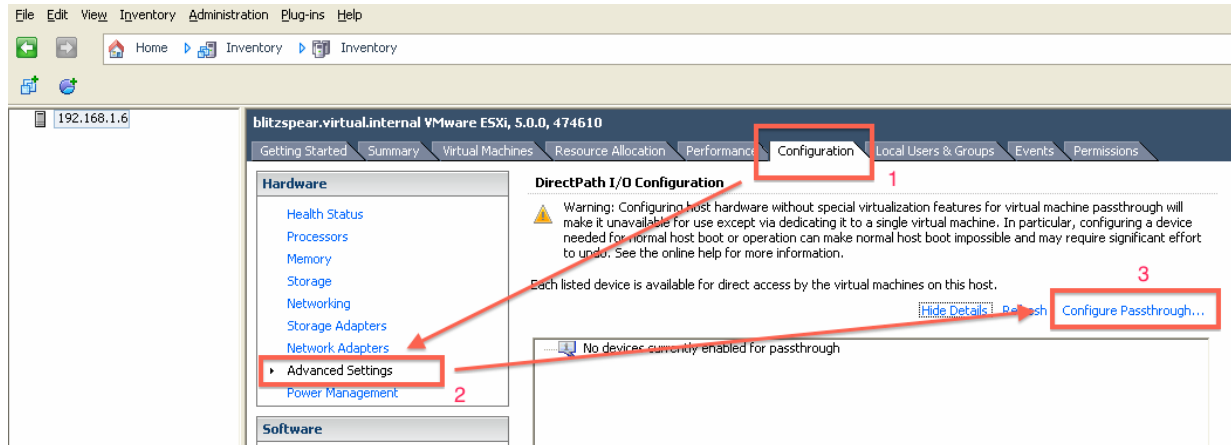 File Edit View Inventory Administration Plug-ins Help
Home Inventory Inventory
192.168.1.6
blitzspear.virtual.internal VMware ESXi, 5.0.0, 474610
Getting Started Summary Virtual Machines Resource Allocation Performance Configuration Local Users & Groups Events Permissions
1
Hardware
Health Status
Processors
Memory
Storage
Networking
Storage Adapters
Network Adapters
Advanced Settings
Power Management
2
Software
DirectPath I/O Configuration
Warning: Configuring host hardware without special virtualization features for virtual machine passthrough will
make it unavailable for use except via dedicating it to a single virtual machine. In particular, configuring a device
needed for normal host boot or operation can make normal host boot impossible and may require significant effort
to undo. See the online help for more information.
Each listed device is available for direct access by the virtual machines on this host.
3
Hide Details Refresh Configure Passthrough...
No devices currently enabled for passthrough